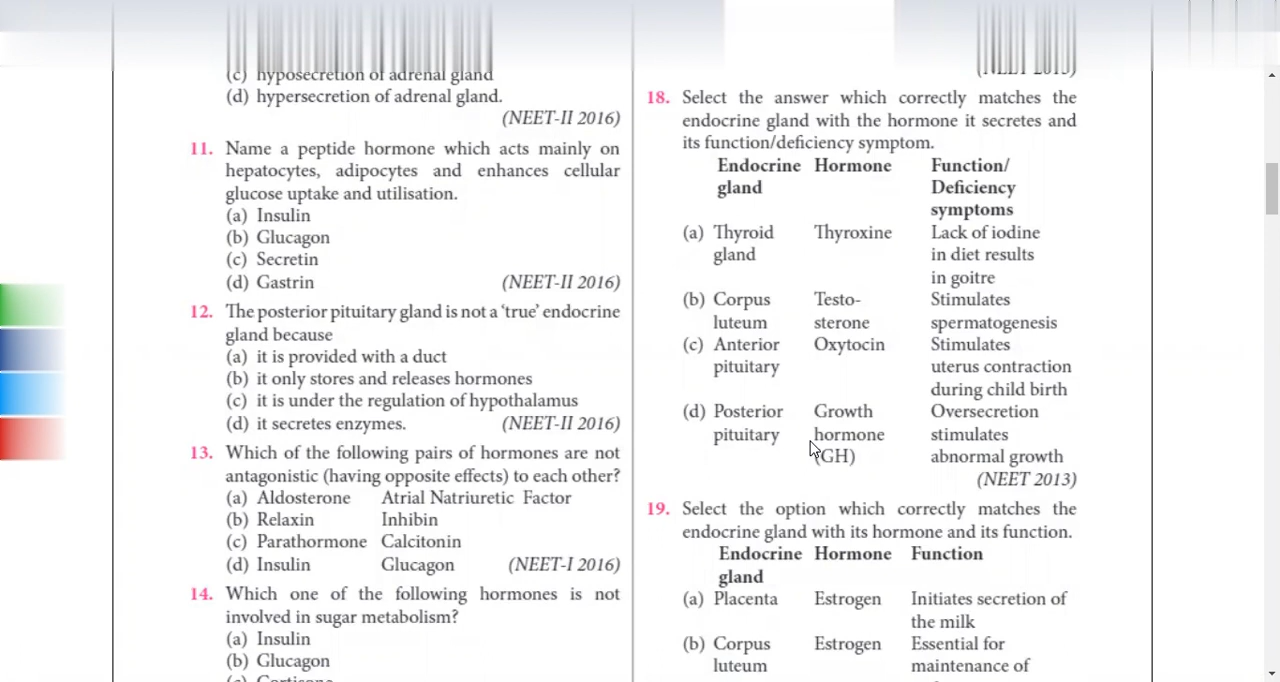 (c) hyposecretion of adrenal gland
(d) hypersecretion of adrenal gland.
(NEET-II 2016)
11. Name a peptide hormone which acts mainly on
hepatocytes, adipocytes and enhances cellular
glucose uptake and utilisation.
(a) Insulin
(b) Glucagon
(c) Secretin
(d) Gastrin (NEET-II 2016)
12. The posterior pituitary gland is not a 'true' endocrine
gland because
(a) it is provided with a duct
(b) it only stores and releases hormones
(c) it is under the regulation of hypothalamus
(d) it secretes enzymes. (NEET-II 2016)
13. Which of the following pairs of hormones are not
antagonistic (having opposite effects) to each other?
(a) Aldosterone Atrial Natriuretic Factor
(b) Relaxin Inhibin
(c) Parathormone Calcitonin
(d) Insulin Glucagon (NEET-I 2016)
14. Which one of the following hormones is not
involved in sugar metabolism?
(a) Insulin
(b) Glucagon
18. Select the answer which correctly matches the
endocrine gland with the hormone it secretes and
its function/deficiency symptom.
Endocrine Hormone Function/
gland Deficiency
symptoms
(a) Thyroid Thyroxine Lack of iodine
gland in diet results
in goitre
(b) Corpus Testo- Stimulates
luteum sterone spermatogenesis
(c) Anterior Oxytocin Stimulates
pituitary uterus contraction
during child birth
(d) Posterior Growth Oversecretion
pituitary hormone stimulates
(GH) abnormal growth
(NEET 2013)
19. Select the option which correctly matches the
endocrine gland with its hormone and its function.
Endocrine Hormone Function
gland
(a) Placenta Estrogen Initiates secretion of
the milk
(b) Corpus Estrogen Essential for
luteum maintenance of